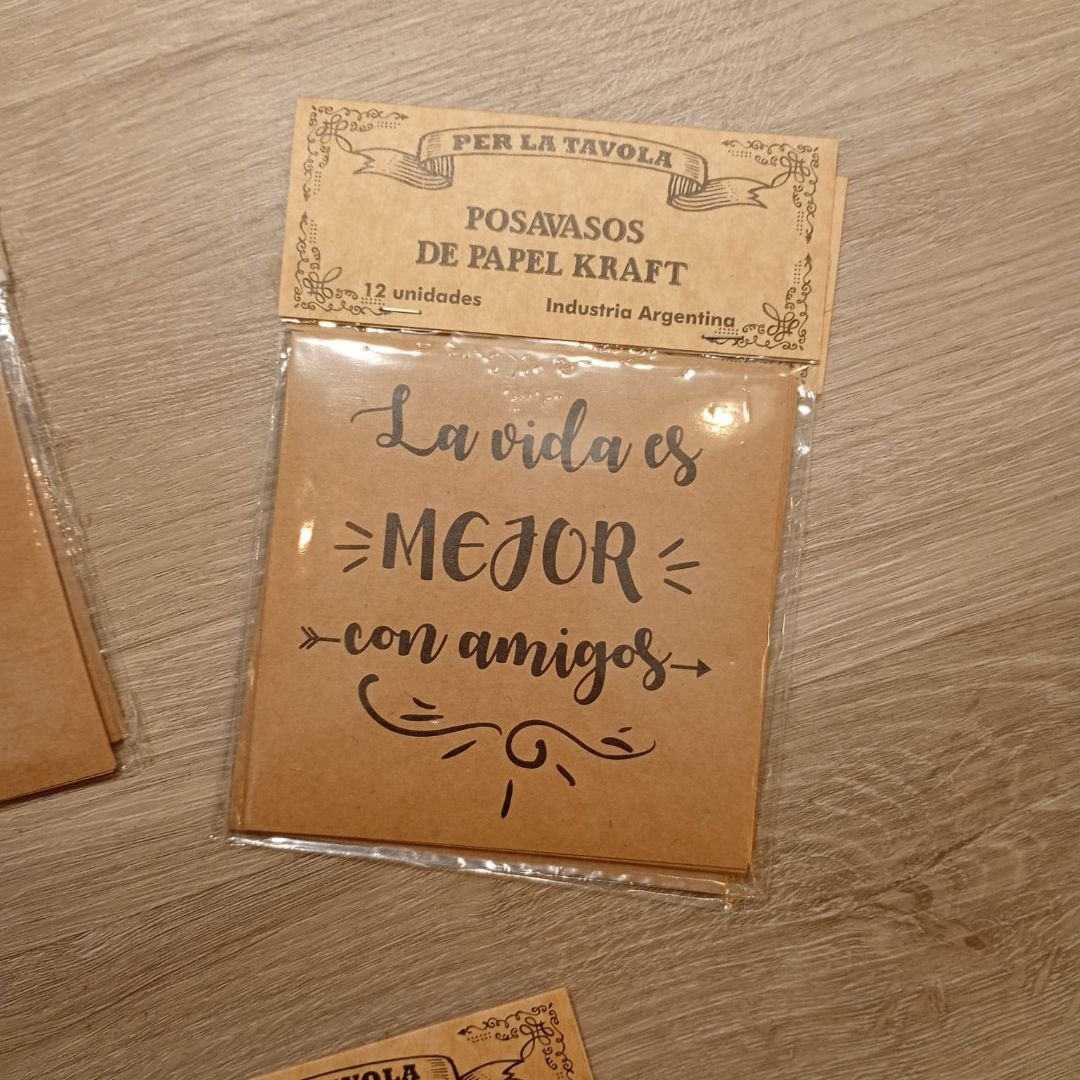 PER LA TAVOLA
POSAVASOS
DE PAPEL KRAFT
12 unidades
Industria Argentina
La vida es
MEJOR
con amigos